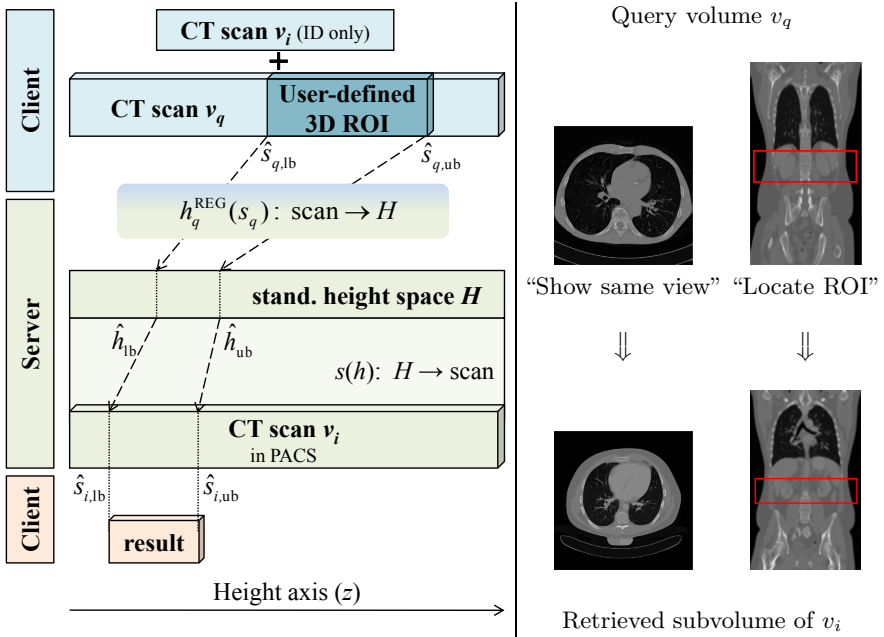 Client
CT scan v_i (ID only)
+
CT scan v_q
User-defined
3D ROI
ŝ_q,lb
ŝ_q,ub
h_q^REG(s_q): scan → H
Server
stand. height space H
ĥ_lb
ĥ_ub
s(h): H → scan
CT scan v_i
in PACS
ŝ_i,lb
ŝ_i,ub
Client
result
Height axis (z)
Query volume v_q
“Show same view”
“Locate ROI”
⇓
⇓
Retrieved subvolume of v_i